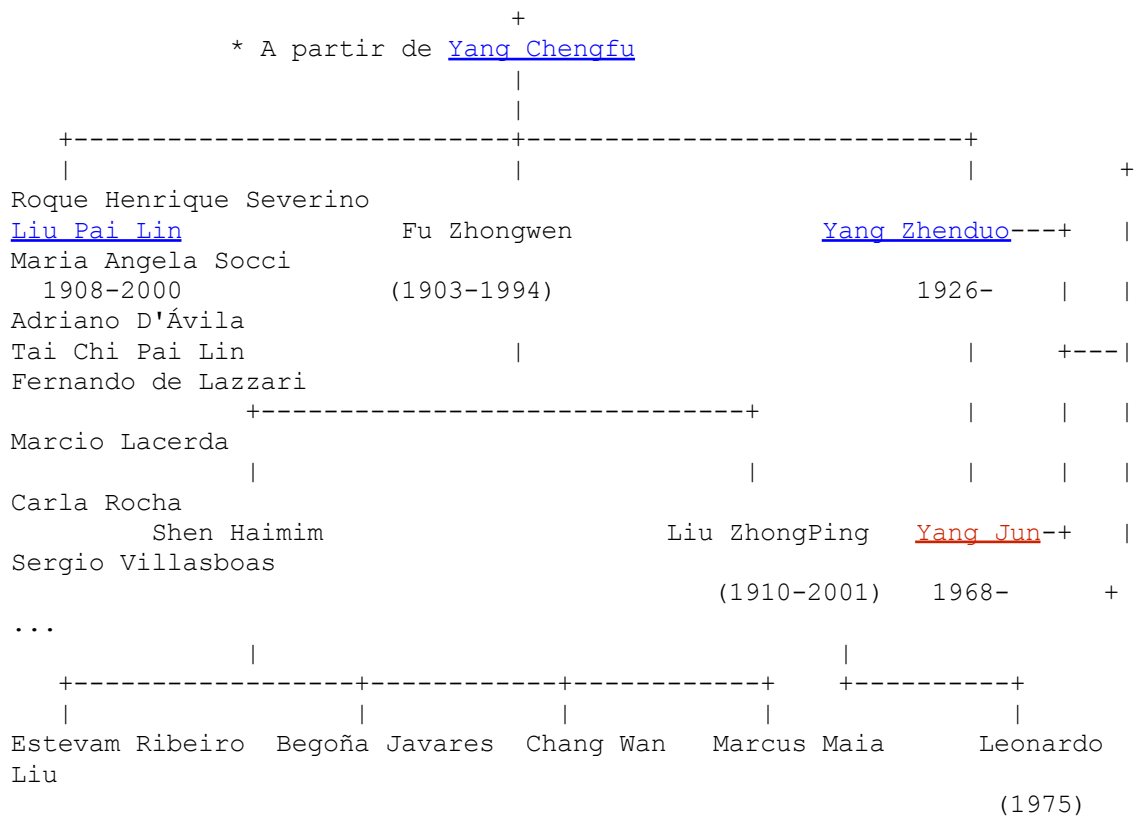 +
* A partir de Yang Chengfu
|
|
+----------------------------+----------------------------+
| | | +
Roque Henrique Severino
Liu Pai Lin Fu Zhongwen Yang Zhenduo---+ |
Maria Angela Socci
1908-2000 (1903-1994) 1926- | |
Adriano D'Ávila
Tai Chi Pai Lin | | +---|
Fernando de Lazzari
+-------------------------------+ | | |
Marcio Lacerda
| | | | |
Carla Rocha
Shen Haimim Liu ZhongPing Yang Jun-+ |
Sergio Villasboas
(1910-2001) 1968- +
...
| |
+------------------+------------+------------+ +----------+
| | | | |
Estevam Ribeiro Begoña Javares Chang Wan Marcus Maia Leonardo
Liu
(1975)